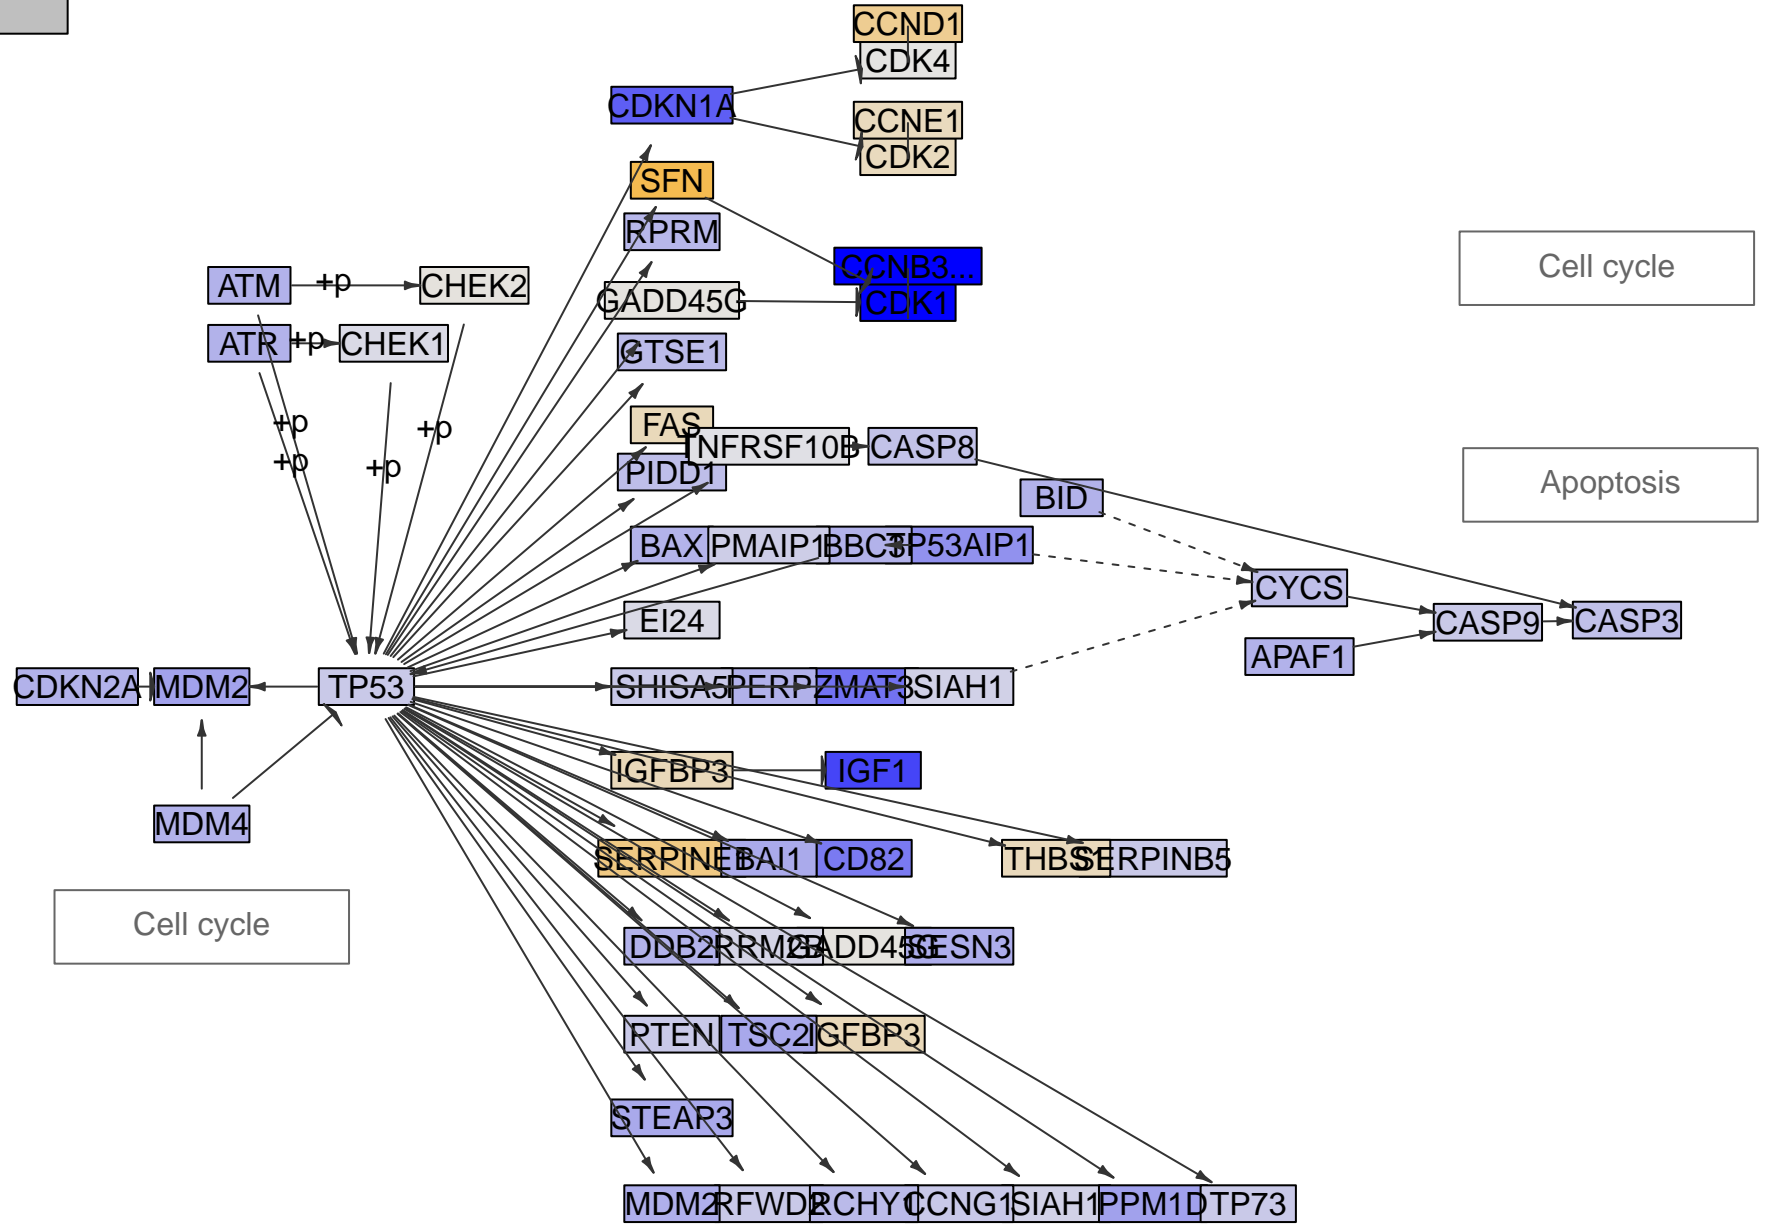 CCND1
CDK4
CDKN1A
CCNE1
CDK2
SFN
RPRM
CCNB3...
Cell cycle
ATM
+p
CHEK2
GADD45G
CDK1
ATR
+p
CHEK1
GTSE1
+p
+p
FAS
TNFRSF10B
CASP8
+p
+p
PIDD1
BID
Apoptosis
BAX
PMAIP1
BBC3
TP53AIP1
CYCS
EI24
CASP9
CASP3
APAF1
CDKN2A
MDM2
TP53
SHISA5
PERP
ZMAT3
SIAH1
IGFBP3
IGF1
MDM4
SERPINE1
BAI1
CD82
THBS1
SERPINB5
Cell cycle
DDB2
RRM2B
GADD45G
SESN3
PTEN
TSC2
IGFBP3
STEAP3
MDM2
RFWD2
RCHY1
CCNG1
SIAH1
PPM1D
TP73